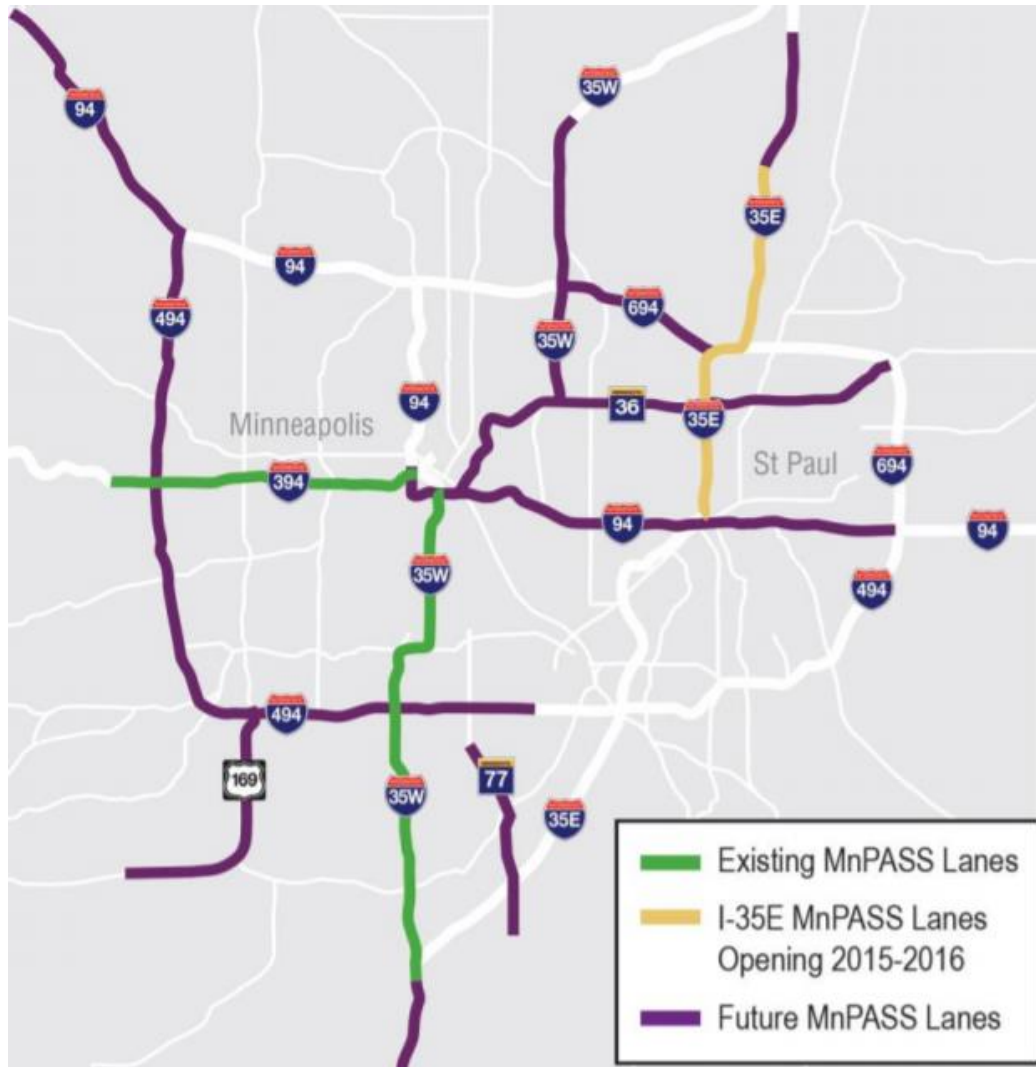 94
35W
35E
94
494
694
35W
94
36
35E
Minneapolis
St Paul
394
694
94
94
35W
494
494
169
77
35W
35E
Existing MnPASS Lanes
I-35E MnPASS Lanes
Opening 2015-2016
Future MnPASS Lanes